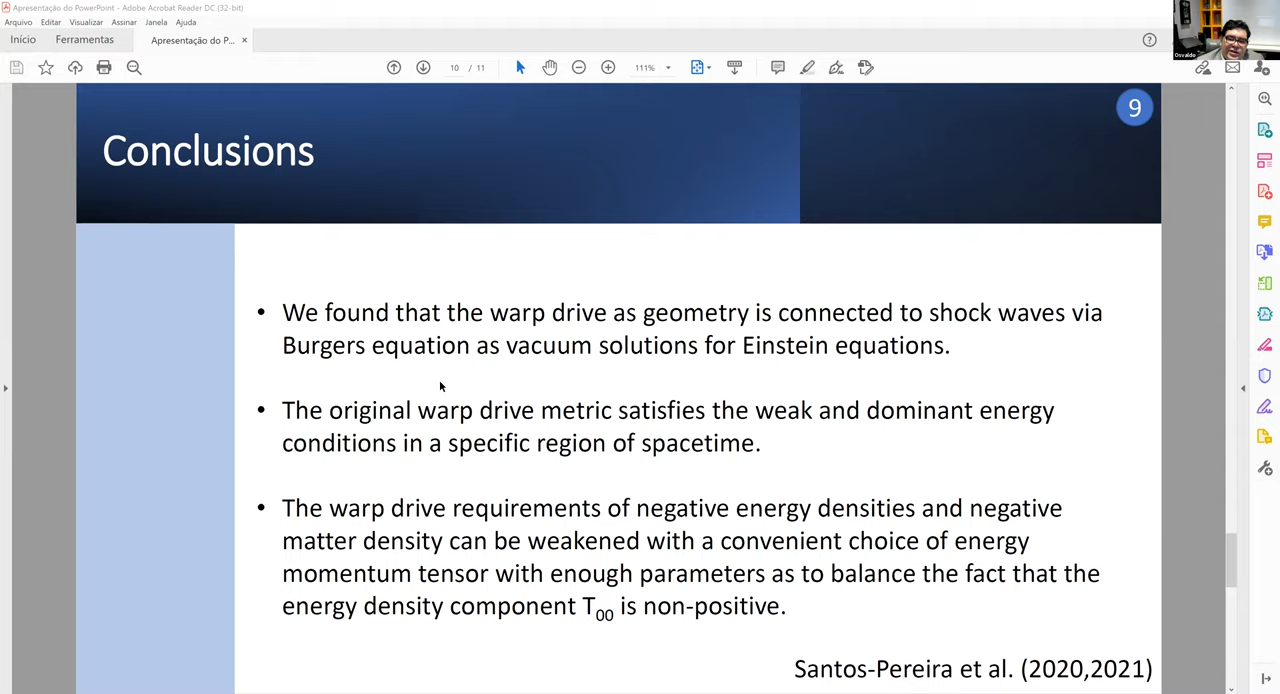 Apresentação do PowerPoint - Adobe Acrobat Reader DC (32-bit)
Arquivo Editar Visualizar Assinar Janela Ajuda
Início Ferramentas Apresentação do P... ×
10 / 11 111%
Osvaldo
9
Conclusions
• We found that the warp drive as geometry is connected to shock waves via
Burgers equation as vacuum solutions for Einstein equations.
• The original warp drive metric satisfies the weak and dominant energy
conditions in a specific region of spacetime.
• The warp drive requirements of negative energy densities and negative
matter density can be weakened with a convenient choice of energy
momentum tensor with enough parameters as to balance the fact that the
energy density component T₀₀ is non-positive.
Santos-Pereira et al. (2020,2021)